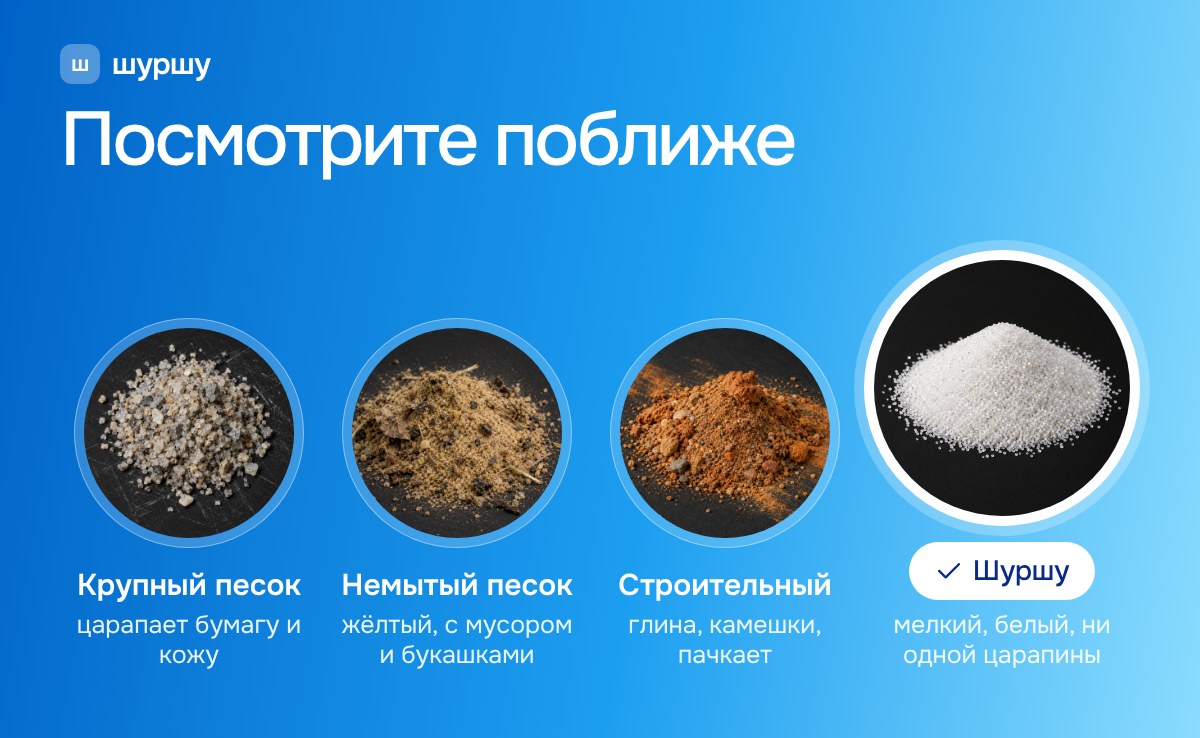 ш шуршу
Посмотрите поближе
Крупный песок
царапает бумагу и
кожу
Немытый песок
жёлтый, с мусором
и букашками
Строительный
глина, камешки,
пачкает
Шуршу
мелкий, белый, ни
одной царапины